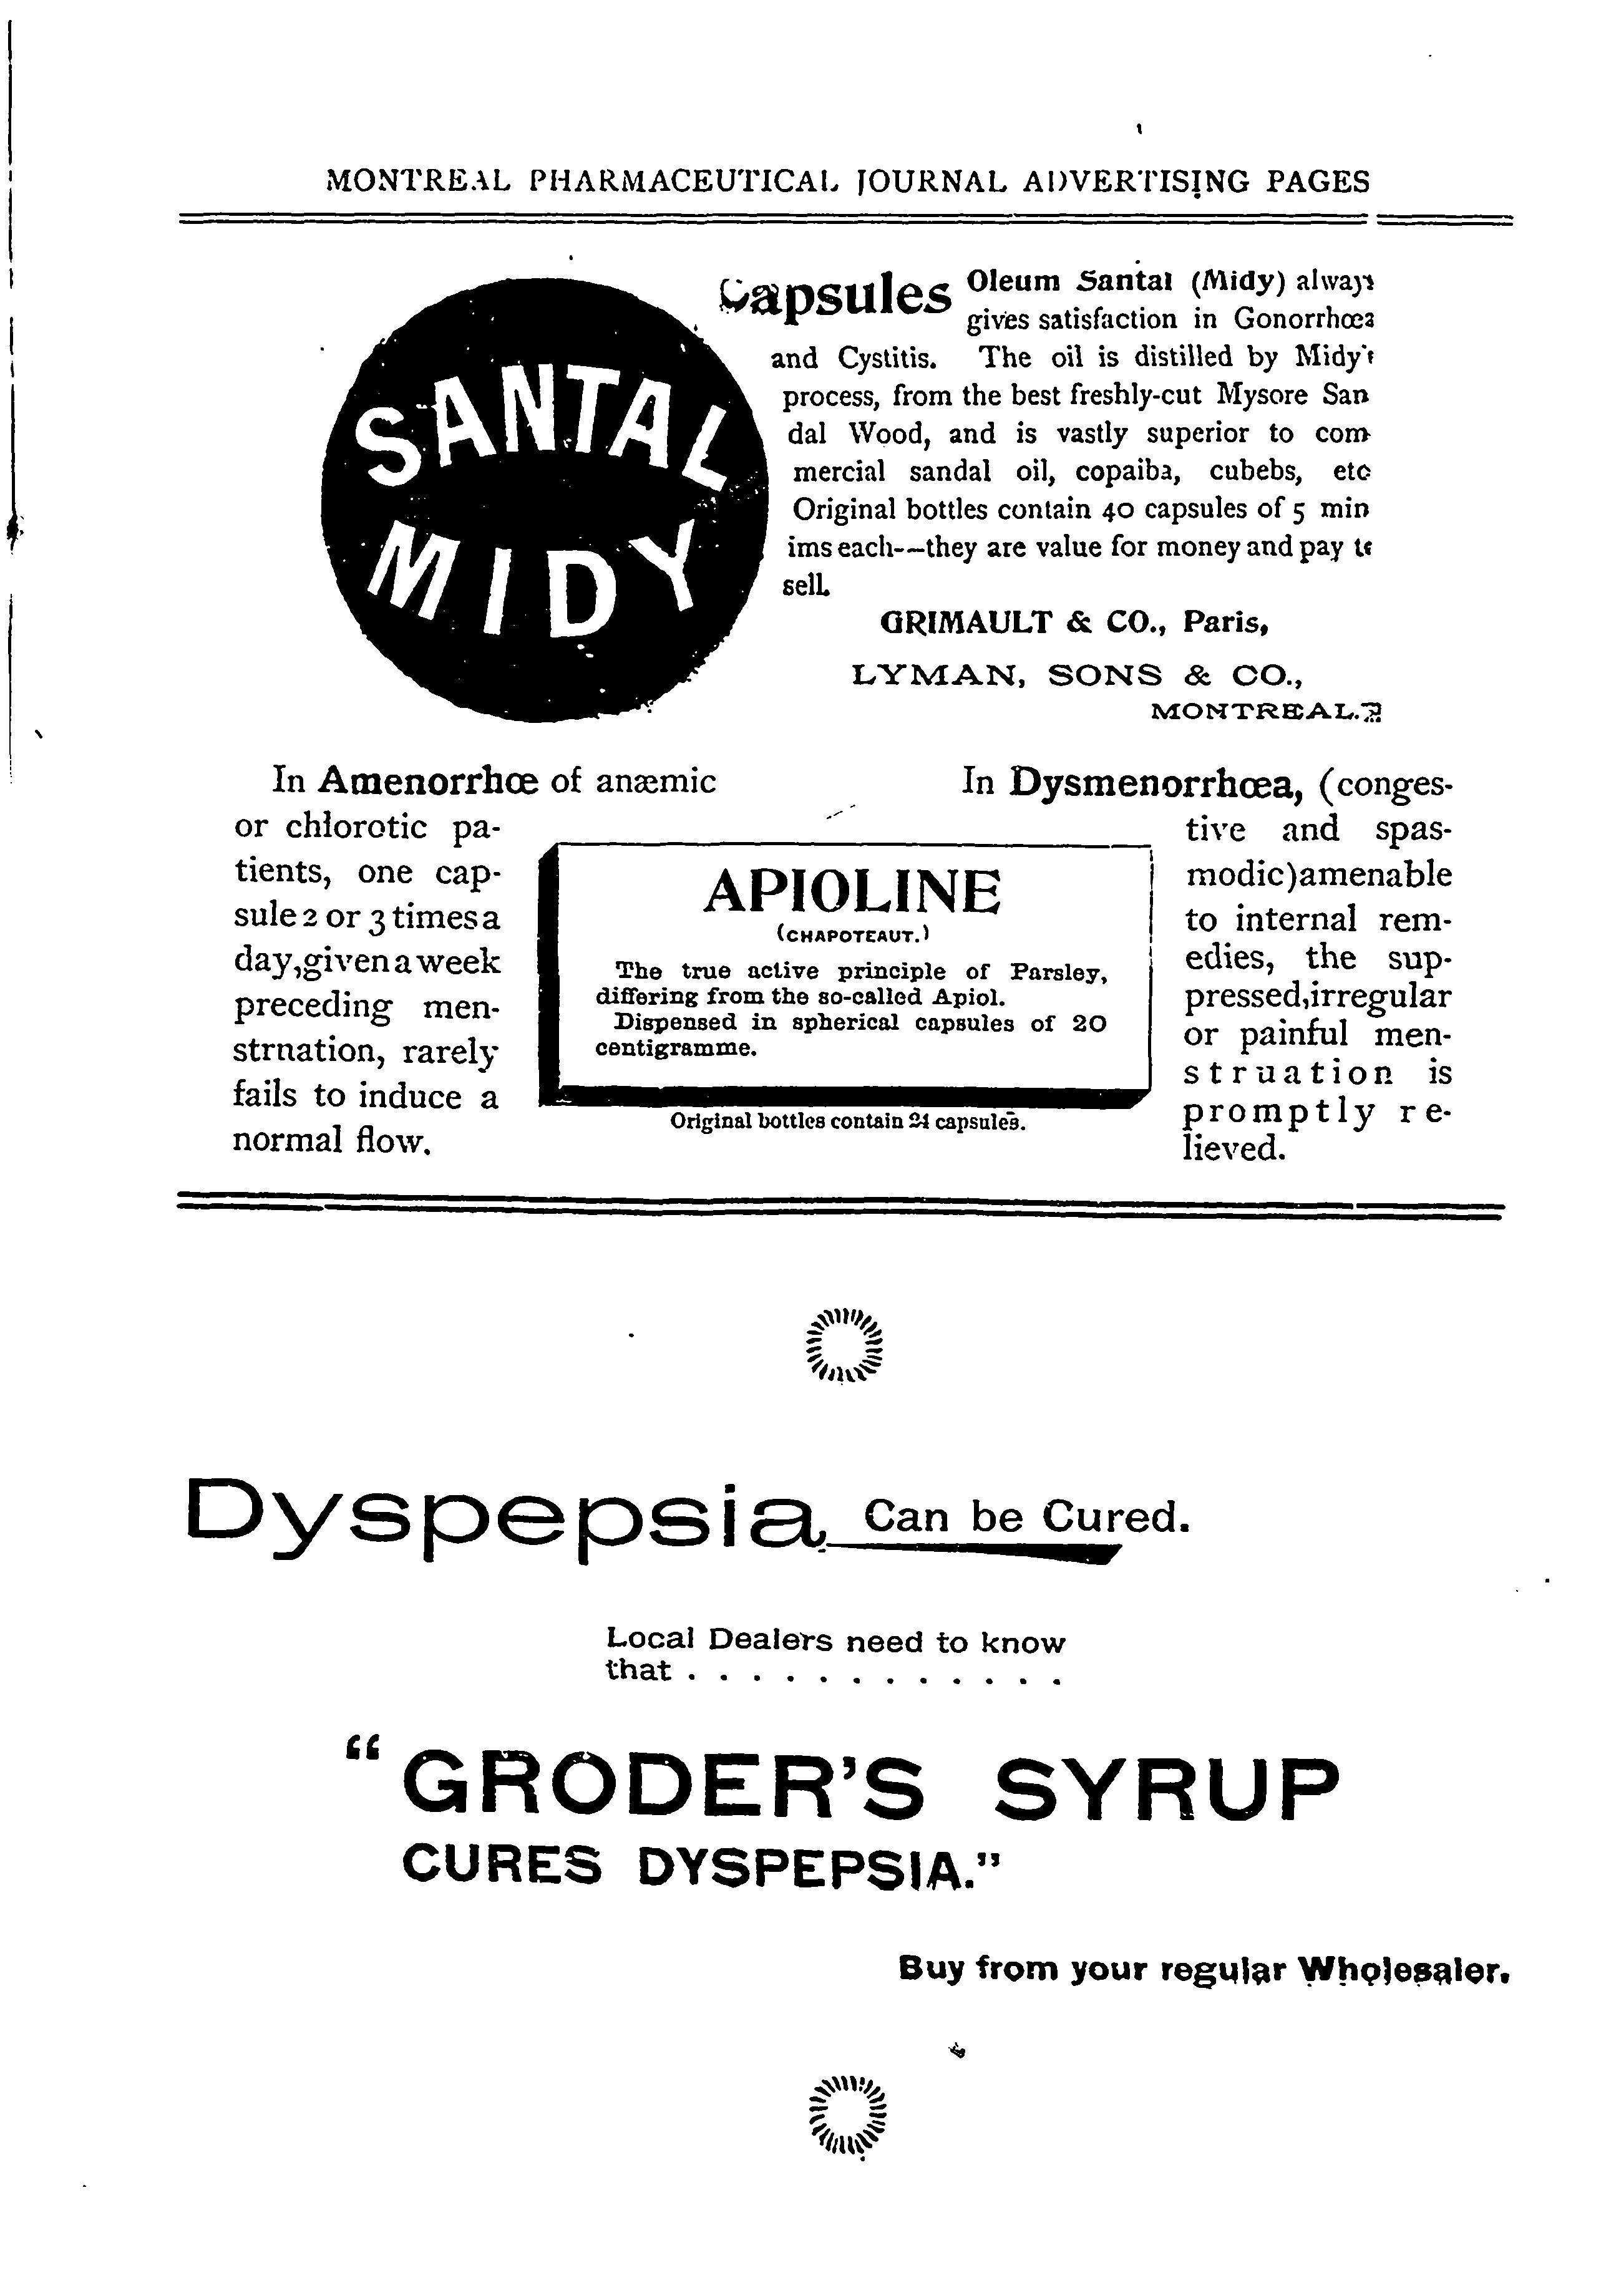 MONTREAL PHARMACEUTICAL JOURNAL ADVERTISING PAGES
SANTAL
MIDY
Capsules Oleum Santal (Midy) always
gives satisfaction in Gonorrhœa
and Cystitis. The oil is distilled by Midy's
process, from the best freshly-cut Mysore San
dal Wood, and is vastly superior to com-
mercial sandal oil, copaiba, cubebs, etc
Original bottles contain 40 capsules of 5 min
ims each--they are value for money and pay to
sell.
GRIMAULT & CO., Paris,
LYMAN, SONS & CO.,
MONTREAL.
In Amenorrhœ of anæmic
or chlorotic pa-
tients, one cap-
sule 2 or 3 times a
day, given a week
preceding men-
strnation, rarely
fails to induce a
normal flow.
APIOLINE
(CHAPOTEAUT.)
The true active principle of Parsley,
differing from the so-called Apiol.
Dispensed in spherical capsules of 20
centigramme.
Original bottles contain 24 capsules.
In Dysmenorrhœa, (conges-
tive and spas-
modic) amenable
to internal rem-
edies, the sup-
pressed, irregular
or painful men-
struation is
promptly re-
lieved.
Dyspepsia Can be Cured.
Local Dealers need to know
that . . . . . . . . . . . .
"GRODER'S SYRUP
CURES DYSPEPSIA."
Buy from your regular Wholesaler.